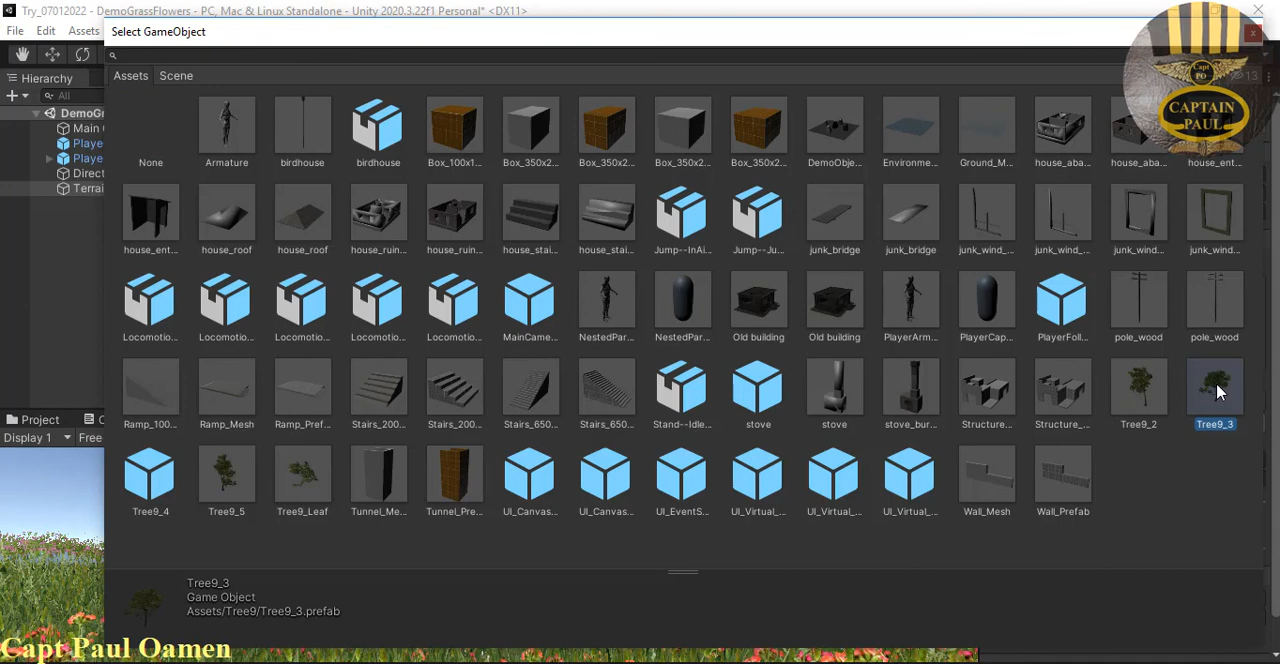 Try_07012022 - DemoGrassFlowers - PC, Mac & Linux Standalone - Unity 2020.3.22f1 Personal* <DX11>
File Edit Assets
Select GameObject
Hierarchy
All
Assets Scene
13
DemoGra
Main
Playe
Playe
Direct
Terrai
Capt
PO
CAPTAIN
PAUL
None Armature birdhouse birdhouse Box_100x1... Box_350x2... Box_350x2... Box_350x2... Box_350x2... DemoObje... Environme... Ground_M... house_aba... house_aba... house_ent...
house_ent... house_roof house_roof house_ruin... house_ruin... house_stai... house_stai... Jump--InAi... Jump--Ju... junk_bridge junk_bridge junk_wind... junk_wind... junk_wind... junk_wind...
Locomotio... Locomotio... Locomotio... Locomotio... Locomotio... MainCame... NestedPar... NestedPar... Old building Old building PlayerArm... PlayerCap... PlayerFoll... pole_wood pole_wood
Ramp_100... Ramp_Mesh Ramp_Pref... Stairs_200... Stairs_200... Stairs_650... Stairs_650... Stand--Idle... stove stove stove_bur... Structure... Structure_... Tree9_2 Tree9_3
Tree9_4 Tree9_5 Tree9_Leaf Tunnel_Me... Tunnel_Pre... UI_Canvas... UI_Canvas... UI_EventS... UI_Virtual_... UI_Virtual_... UI_Virtual_... Wall_Mesh Wall_Prefab
Project C
Display 1 Free
Tree9_3
Game Object
Assets/Tree9/Tree9_3.prefab
Capt Paul Oamen